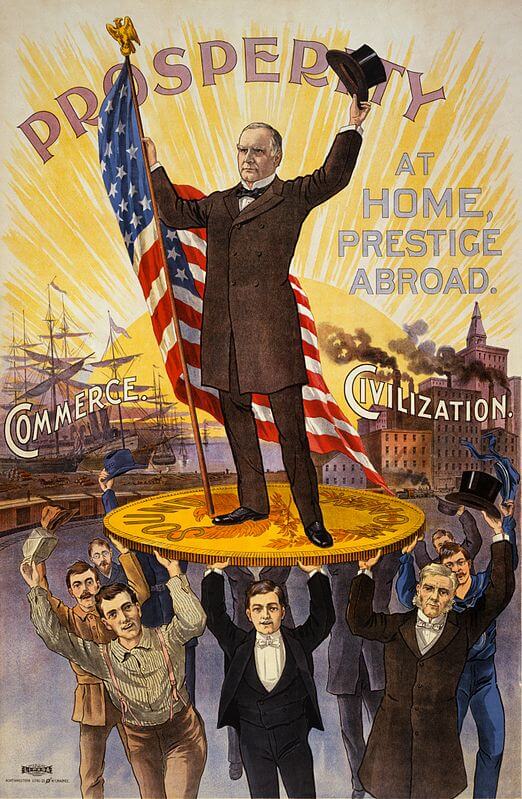 PROSPERITY
AT
HOME,
PRESTIGE
ABROAD.
COMMERCE.
CIVILIZATION.